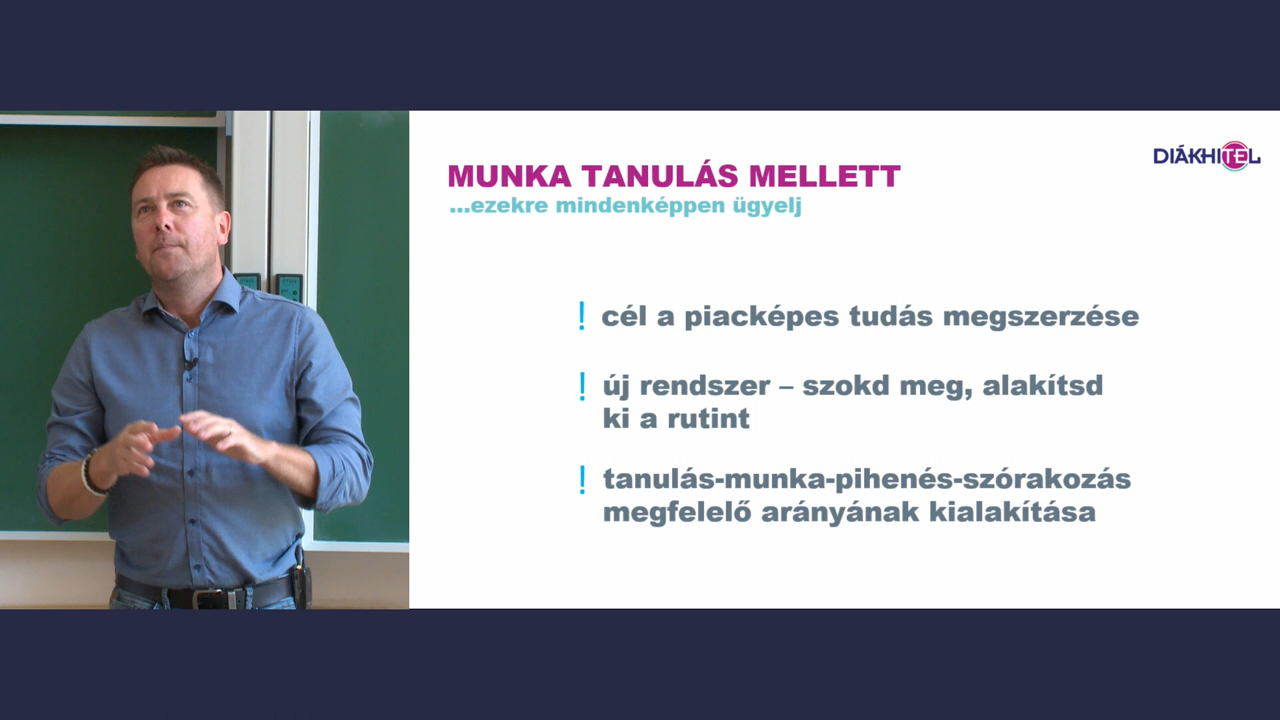 DIÁKHITEL
MUNKA TANULÁS MELLETT
...ezekre mindenképpen ügyelj
! cél a piacképes tudás megszerzése
! új rendszer – szokd meg, alakítsd
ki a rutint
! tanulás-munka-pihenés-szórakozás
megfelelő arányának kialakítása